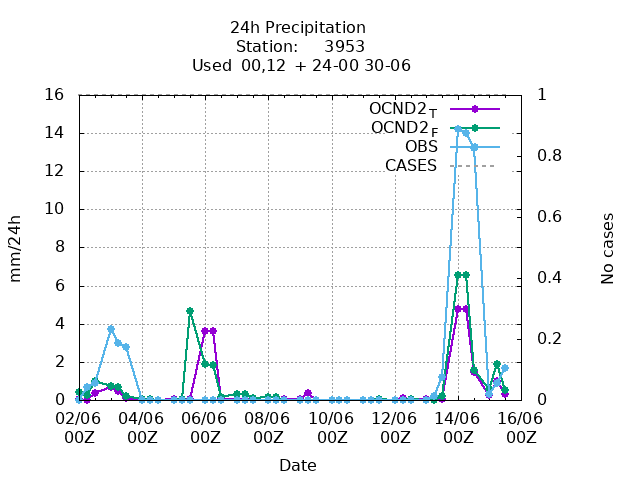 24h Precipitation
Station: 3953
Used 00,12 + 24-00 30-06
OCND2T
OCND2F
OBS
CASES
mm/24h
16
14
12
10
8
6
4
2
0
No cases
1
0.8
0.6
0.4
0.2
0
02/06 04/06 06/06 08/06 10/06 12/06 14/06 16/06
00Z 00Z 00Z 00Z 00Z 00Z 00Z 00Z
Date